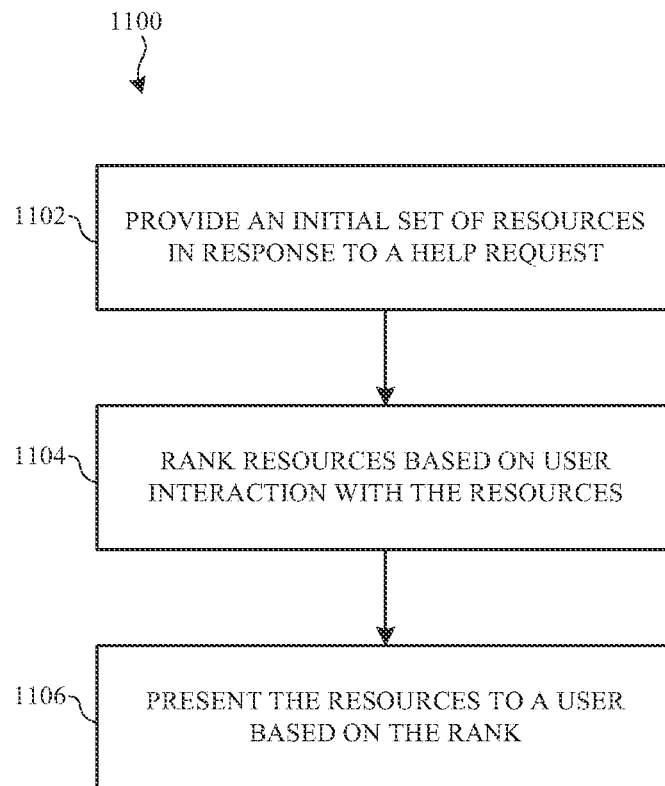 1100
1102
PROVIDE AN INITIAL SET OF RESOURCES
IN RESPONSE TO A HELP REQUEST
1104
RANK RESOURCES BASED ON USER
INTERACTION WITH THE RESOURCES
1106
PRESENT THE RESOURCES TO A USER
BASED ON THE RANK